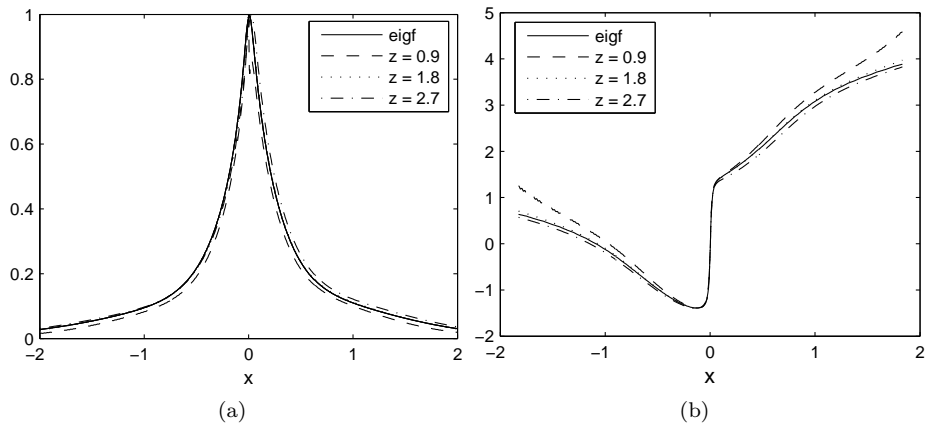 1
0.8
0.6
0.4
0.2
0
−2
−1
0
1
2
x
eigf
z = 0.9
z = 1.8
z = 2.7
(a)
5
4
3
2
1
0
−1
−2
−2
−1
0
1
2
x
eigf
z = 0.9
z = 1.8
z = 2.7
(b)